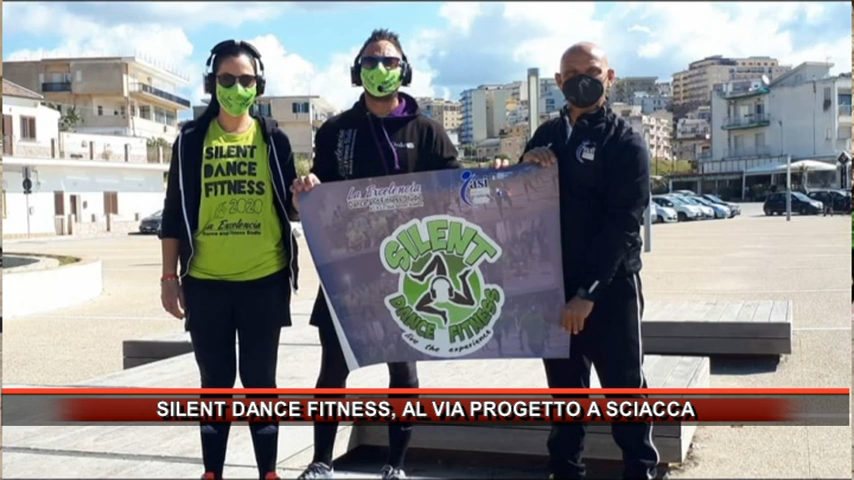 SILENT
DANCE
FITNESS
2020
La Excelencia
La Excelencia
asi
SILENT
DANCE FITNESS
live the experience
SILENT DANCE FITNESS, AL VIA PROGETTO A SCIACCA